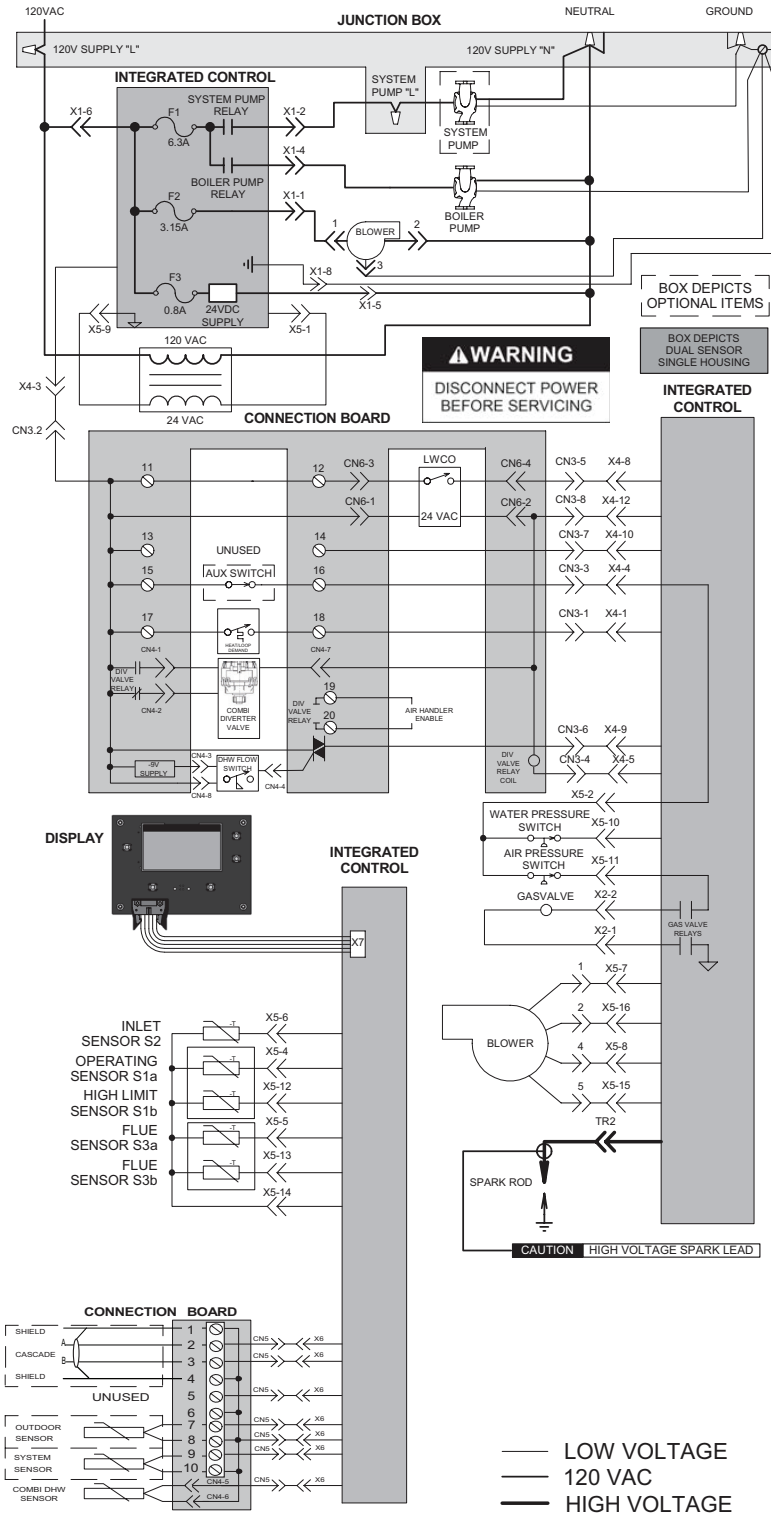 120VAC
JUNCTION BOX
NEUTRAL
GROUND
120V SUPPLY "L"
120V SUPPLY "N"
SYSTEM
PUMP "L"
INTEGRATED CONTROL
SYSTEM PUMP
RELAY
X1-6
F1
6.3A
X1-2
SYSTEM
PUMP
BOILER PUMP
RELAY
X1-4
BOILER
PUMP
F2
3.15A
X1-1
1
BLOWER
2
3
X1-8
F3
0.8A
24VDC
SUPPLY
X1-5
X5-9
X5-1
120 VAC
24 VAC
BOX DEPICTS
OPTIONAL ITEMS
BOX DEPICTS
DUAL SENSOR
SINGLE HOUSING
WARNING
DISCONNECT POWER
BEFORE SERVICING
X4-3
CN3.2
CONNECTION BOARD
INTEGRATED
CONTROL
11
12
CN6-3
LWCO
CN6-4
CN3-5
X4-8
CN6-1
24 VAC
CN6-2
CN3-8
X4-12
13
UNUSED
14
CN3-7
X4-10
15
AUX SWITCH
16
CN3-3
X4-4
17
HEAT/LOOP
DEMAND
18
CN3-1
X4-1
CN4-1
CN4-7
DIV
VALVE
RELAY
CN4-2
COMBI
DIVERTER
VALVE
DIV
VALVE
RELAY
19
20
AIR HANDLER
ENABLE
-9V
SUPPLY
CN4-3
CN4-8
DHW FLOW
SWITCH
CN4-4
DIV
VALVE
RELAY
COIL
CN3-6
X4-9
CN3-4
X4-5
X5-2
WATER PRESSURE
SWITCH
X5-10
AIR PRESSURE
SWITCH
X5-11
GASVALVE
X2-2
GAS VALVE
RELAYS
X2-1
DISPLAY
INTEGRATED
CONTROL
X7
BLOWER
1
X5-7
2
X5-16
4
X5-8
5
X5-15
TR2
SPARK ROD
CAUTION HIGH VOLTAGE SPARK LEAD
INLET
SENSOR S2
-T
X5-6
OPERATING
SENSOR S1a
-T
X5-4
HIGH LIMIT
SENSOR S1b
-T
X5-12
FLUE
SENSOR S3a
-T
X5-5
FLUE
SENSOR S3b
-T
X5-13
X5-14
CONNECTION BOARD
SHIELD
A
CASCADE
B
SHIELD
UNUSED
OUTDOOR
SENSOR
SYSTEM
SENSOR
COMBI DHW
SENSOR
1
2
CN5
X6
3
CN5
X6
4
5
CN5
X6
6
7
CN5
X6
8
CN5
X6
9
CN5
X6
10
CN4-5
CN5
X6
CN4-6
LOW VOLTAGE
120 VAC
HIGH VOLTAGE